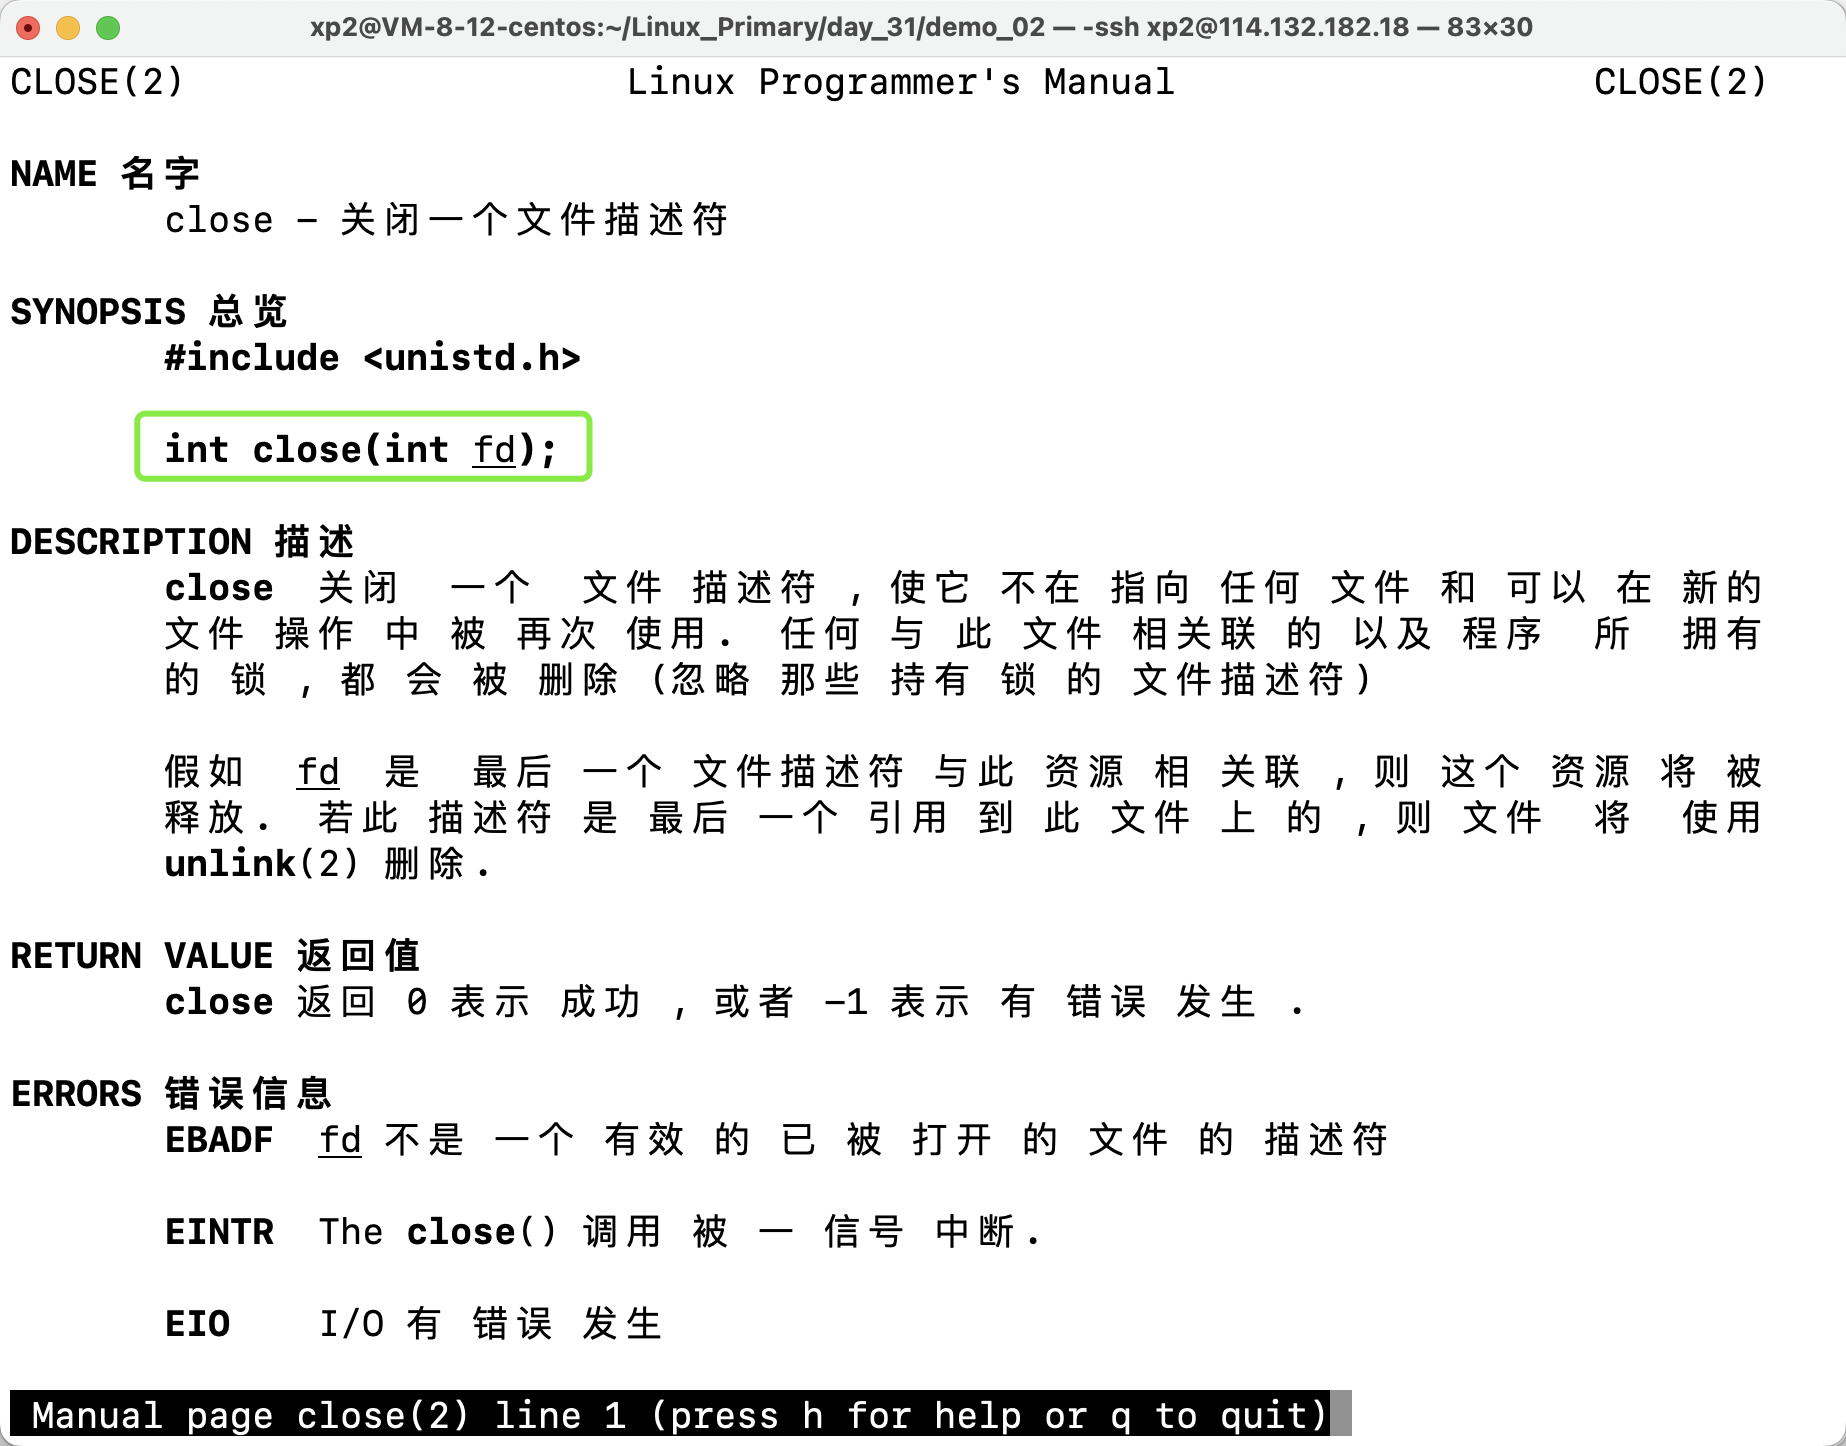 xp2@VM-8-12-centos:~/Linux_Primary/day_31/demo_02 — -ssh xp2@114.132.182.18 — 83×30
CLOSE(2) Linux Programmer's Manual CLOSE(2)
NAME 名字
close - 关闭一个文件描述符
SYNOPSIS 总览
#include <unistd.h>
int close(int fd);
DESCRIPTION 描述
close 关闭 一个 文件 描述符 , 使它 不在 指向 任何 文件 和 可以 在 新的
文件 操作 中 被 再次 使用. 任何 与 此 文件 相关联 的 以及 程序 所 拥有
的 锁 , 都 会 被 删除 (忽略 那些 持有 锁 的 文件描述符)
假如 fd 是 最后 一个 文件描述符 与此 资源 相 关联 , 则 这个 资源 将 被
释放. 若此 描述符 是 最后 一个 引用 到 此 文件 上 的 , 则 文件 将 使用
unlink(2) 删除.
RETURN VALUE 返回值
close 返回 0 表示 成功 , 或者 -1 表示 有 错误 发生 .
ERRORS 错误信息
EBADF fd 不是 一个 有效 的 已 被 打开 的 文件 的 描述符
EINTR The close() 调用 被 一 信号 中断.
EIO I/O 有 错误 发生
Manual page close(2) line 1 (press h for help or q to quit)